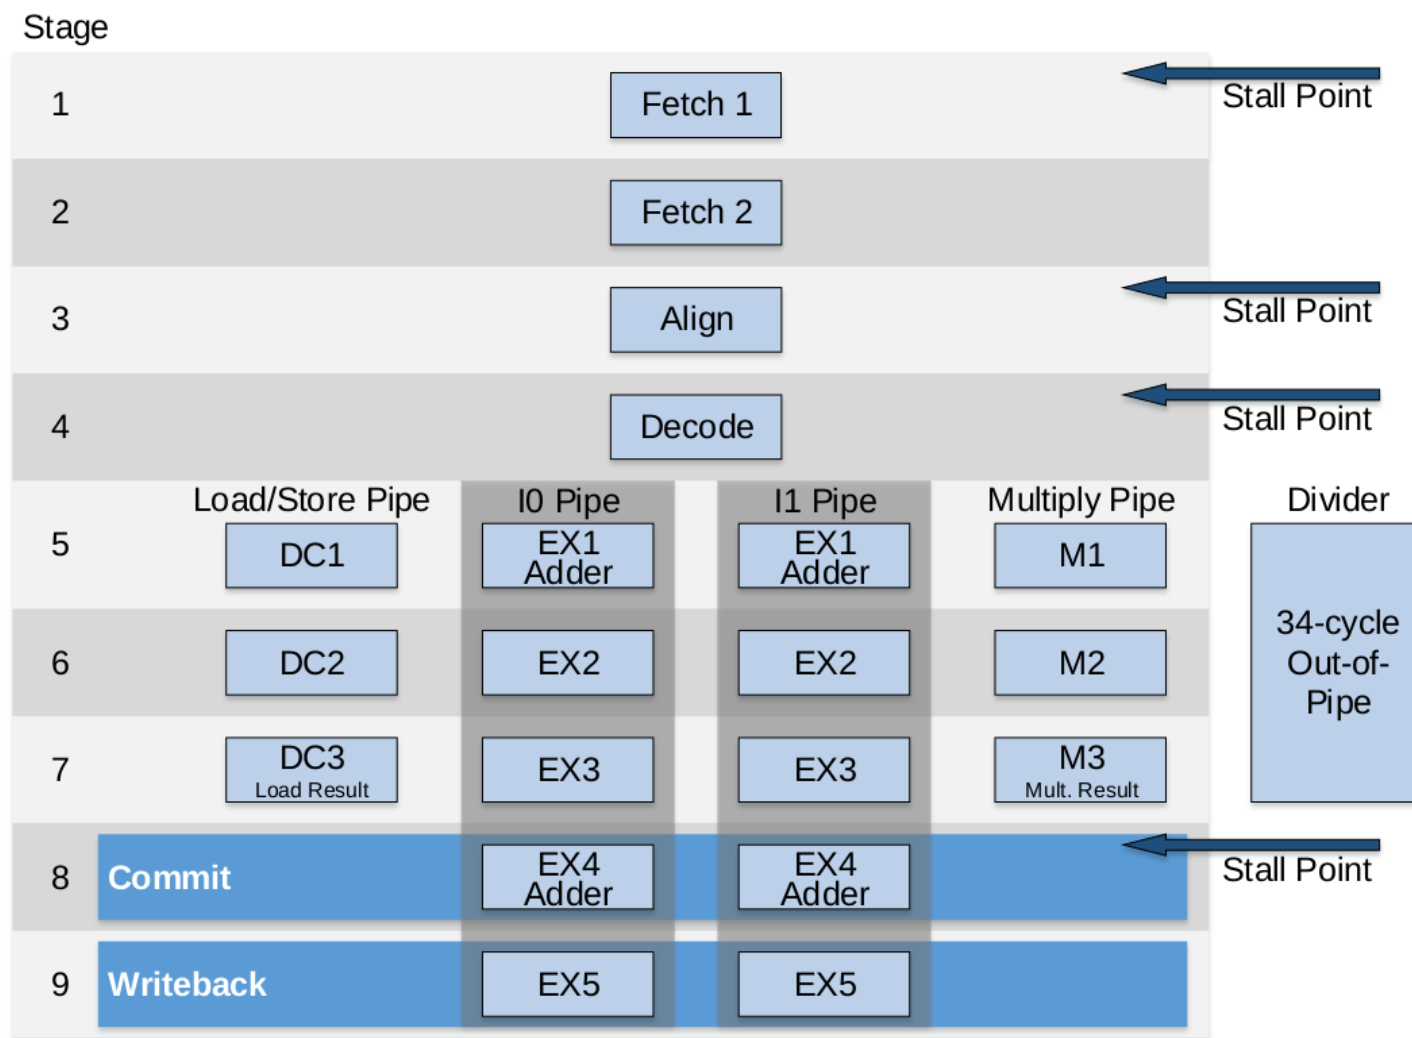 Stage
1
Fetch 1
Stall Point
2
Fetch 2
3
Align
Stall Point
4
Decode
Stall Point
Load/Store Pipe
I0 Pipe
I1 Pipe
Multiply Pipe
Divider
5
DC1
EX1
Adder
EX1
Adder
M1
34-cycle
Out-of-
Pipe
6
DC2
EX2
EX2
M2
7
DC3
Load Result
EX3
EX3
M3
Mult. Result
8
Commit
EX4
Adder
EX4
Adder
Stall Point
9
Writeback
EX5
EX5